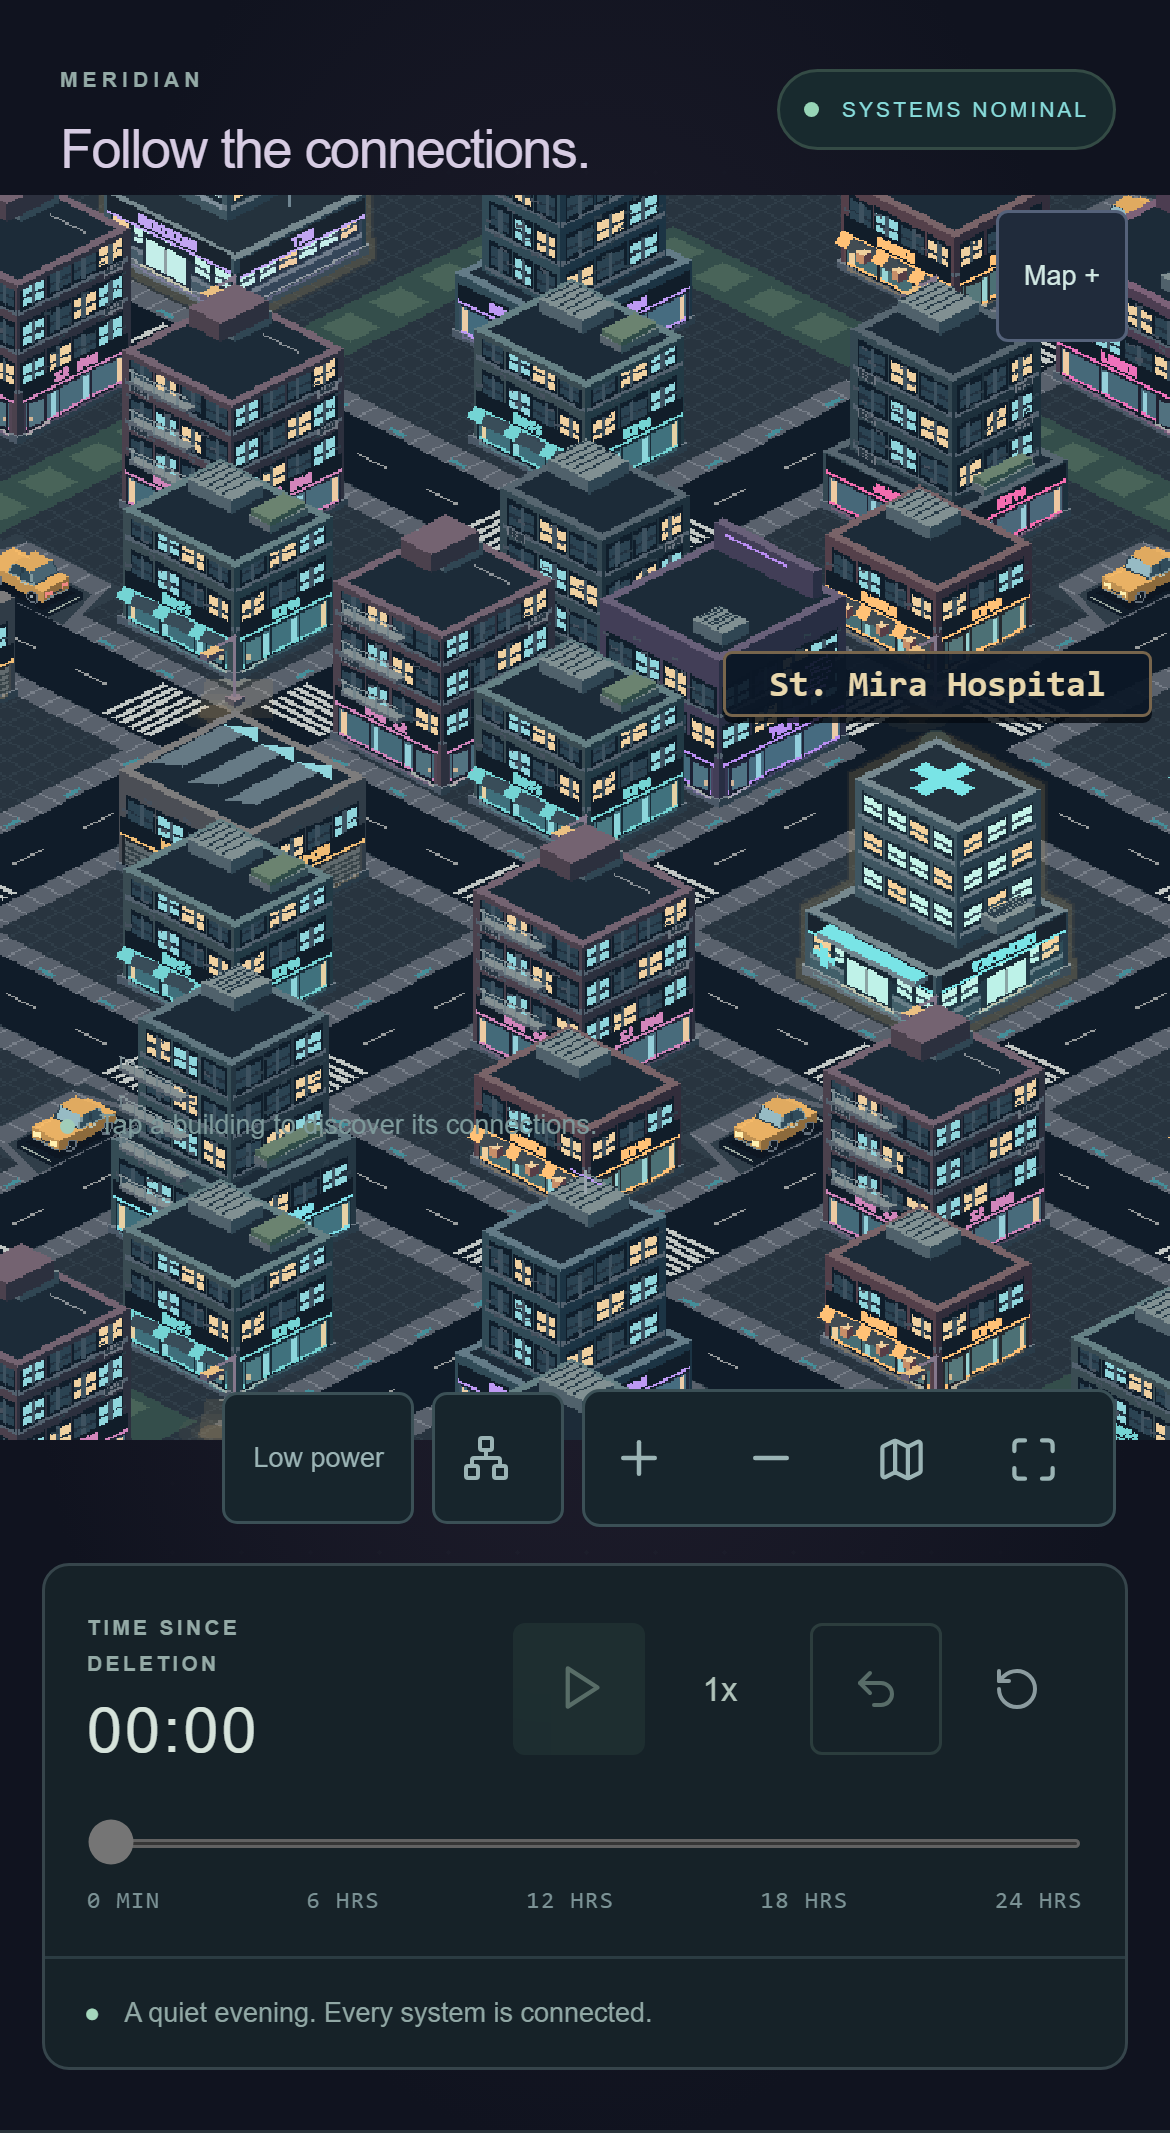 MERIDIAN
Follow the connections.
SYSTEMS NOMINAL
Map +
St. Mira Hospital
Tap a building to discover its connections.
Low power
TIME SINCE
DELETION
00:00
1x
0 MIN
6 HRS
12 HRS
18 HRS
24 HRS
A quiet evening. Every system is connected.